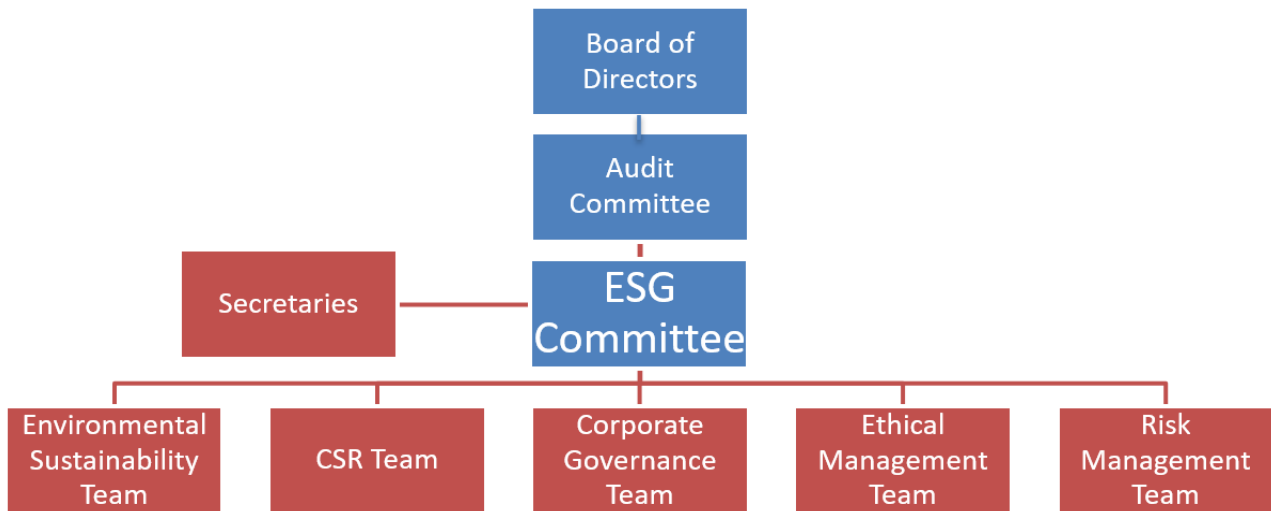 Board of
Directors
Audit
Committee
Secretaries
ESG
Committee
Environmental
Sustainability
Team
CSR Team
Corporate
Governance
Team
Ethical
Management
Team
Risk
Management
Team